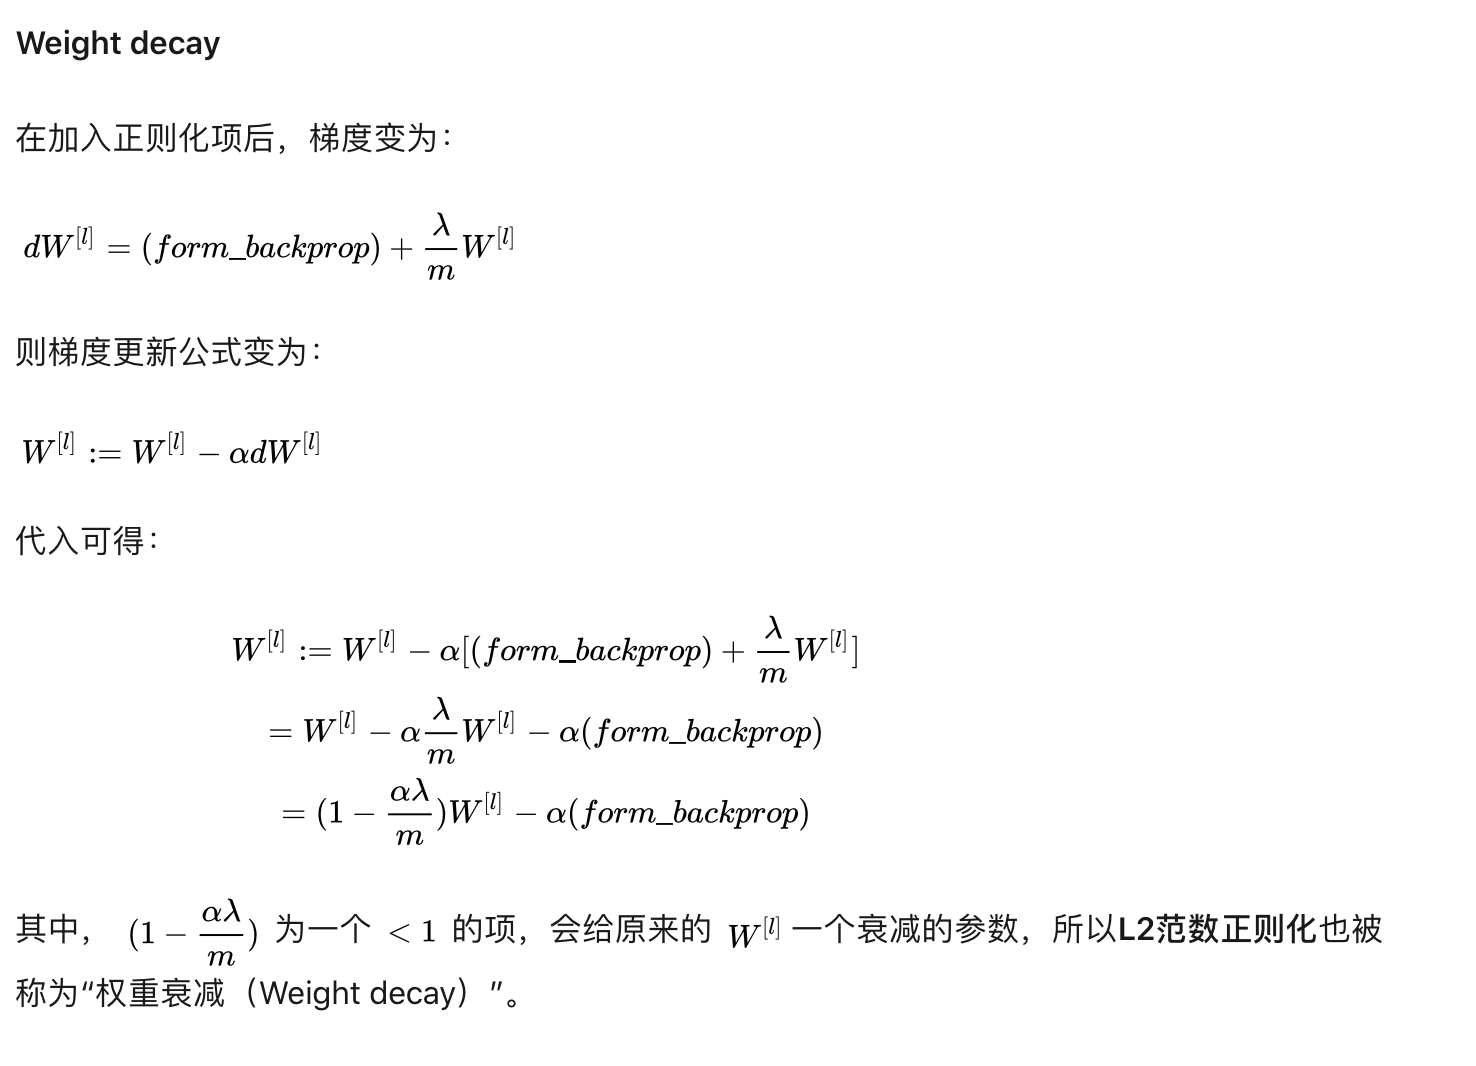 Weight decay
在加入正则化项后，梯度变为：
$dW^{[l]} = (form\_backprop) + \frac{\lambda}{m}W^{[l]}$
则梯度更新公式变为：
$W^{[l]} := W^{[l]} - \alpha dW^{[l]}$
代入可得：
$W^{[l]} := W^{[l]} - \alpha[(form\_backprop) + \frac{\lambda}{m}W^{[l]}]$
$= W^{[l]} - \alpha\frac{\lambda}{m}W^{[l]} - \alpha(form\_backprop)$
$= (1 - \frac{\alpha\lambda}{m})W^{[l]} - \alpha(form\_backprop)$
其中， $(1 - \frac{\alpha\lambda}{m})$ 为一个 $< 1$ 的项，会给原来的 $W^{[l]}$ 一个衰减的参数，所以L2范数正则化也被
称为“权重衰减（Weight decay）”。